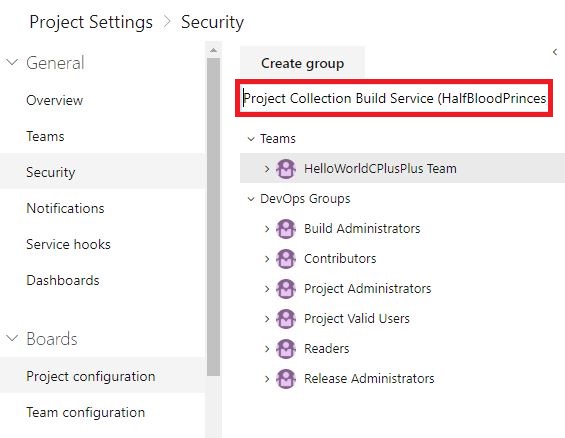 Project Settings > Security
General
Overview
Teams
Security
Notifications
Service hooks
Dashboards
Boards
Project configuration
Team configuration
Create group
Project Collection Build Service (HalfBloodPrinces
Teams
HelloWorldCPlusPlus Team
DevOps Groups
Build Administrators
Contributors
Project Administrators
Project Valid Users
Readers
Release Administrators